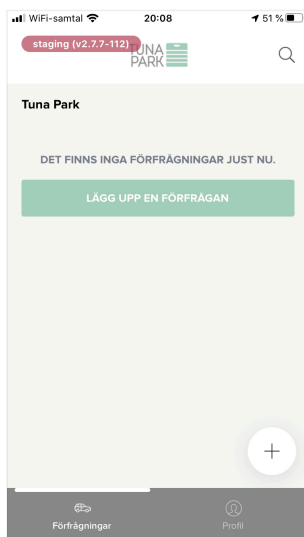 WiFi-samtal 20:08 51 %
staging (v2.7.7-112)
TUNA
PARK
Tuna Park
DET FINNS INGA FÖRFRÅGNINGAR JUST NU.
LÄGG UPP EN FÖRFRÅGAN
+
Förfrågningar Profil